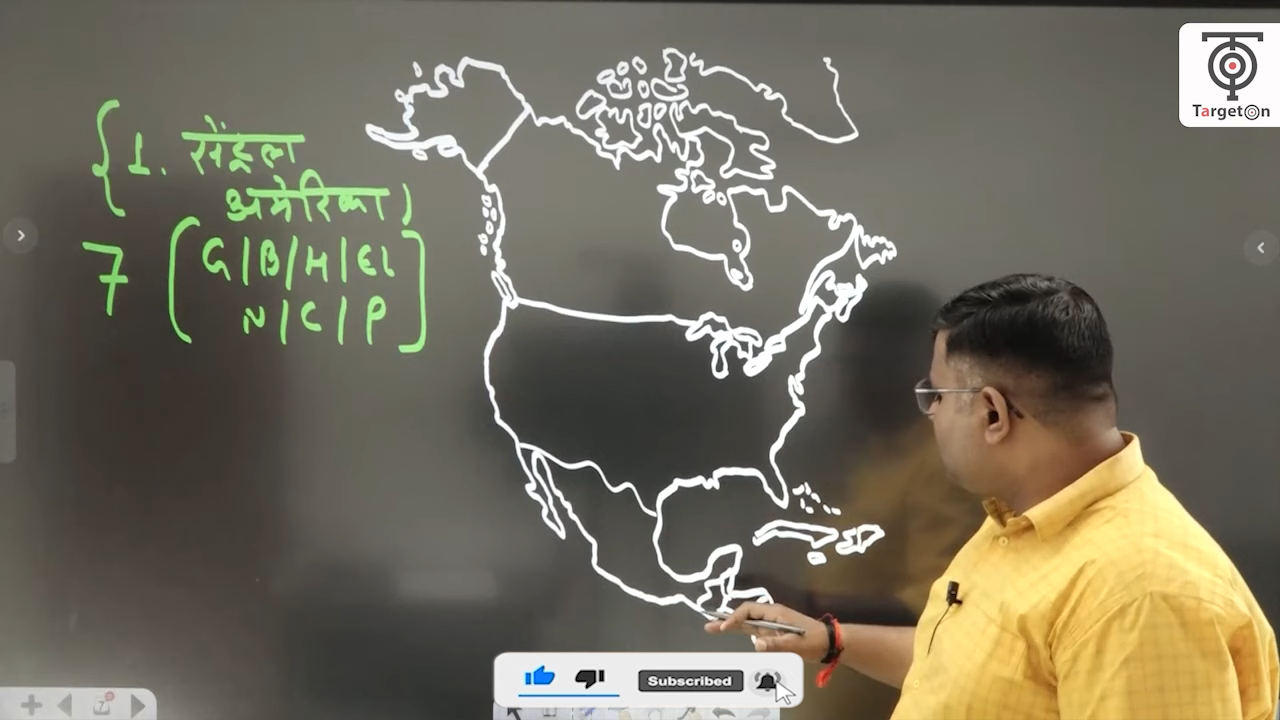 {1. सेंट्रल
अमेरिका }
7 [ G|B|H|EL
N|C|P ]
TargetOn
Subscribed